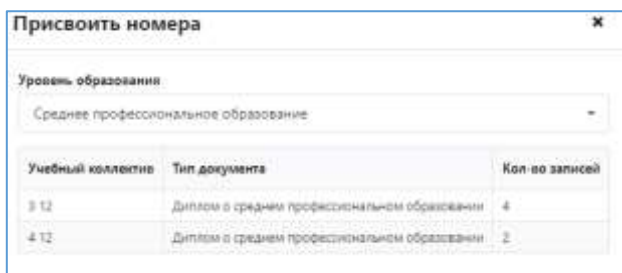 Присвоить номера ×
Уровень образования
Среднее профессиональное образование
Учебный коллектив Тип документа Кол-во записей
3 12 Диплом о среднем профессиональном образовании 4
4 12 Диплом о среднем профессиональном образовании 2